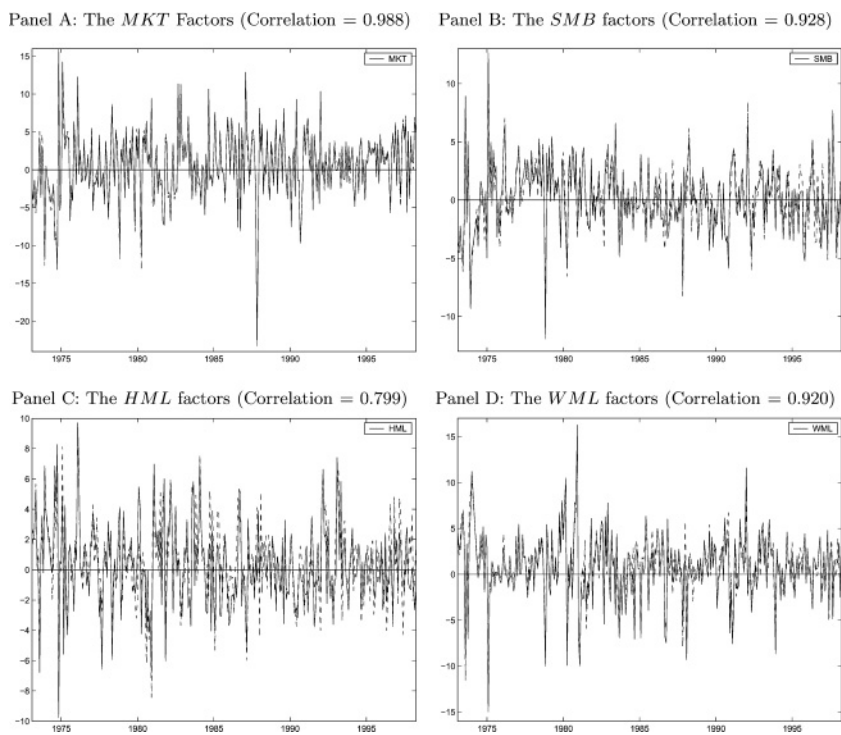 Panel A: The MKT Factors (Correlation = 0.988)
Panel B: The SMB factors (Correlation = 0.928)
MKT
15
10
5
0
−5
−10
−15
−20
1975 1980 1985 1990 1995
SMB
10
5
0
−5
−10
1975 1980 1985 1990 1995
Panel C: The HML factors (Correlation = 0.799)
Panel D: The WML factors (Correlation = 0.920)
HML
10
8
6
4
2
0
−2
−4
−6
−8
−10
1975 1980 1985 1990 1995
WML
15
10
5
0
−5
−10
−15
1975 1980 1985 1990 1995